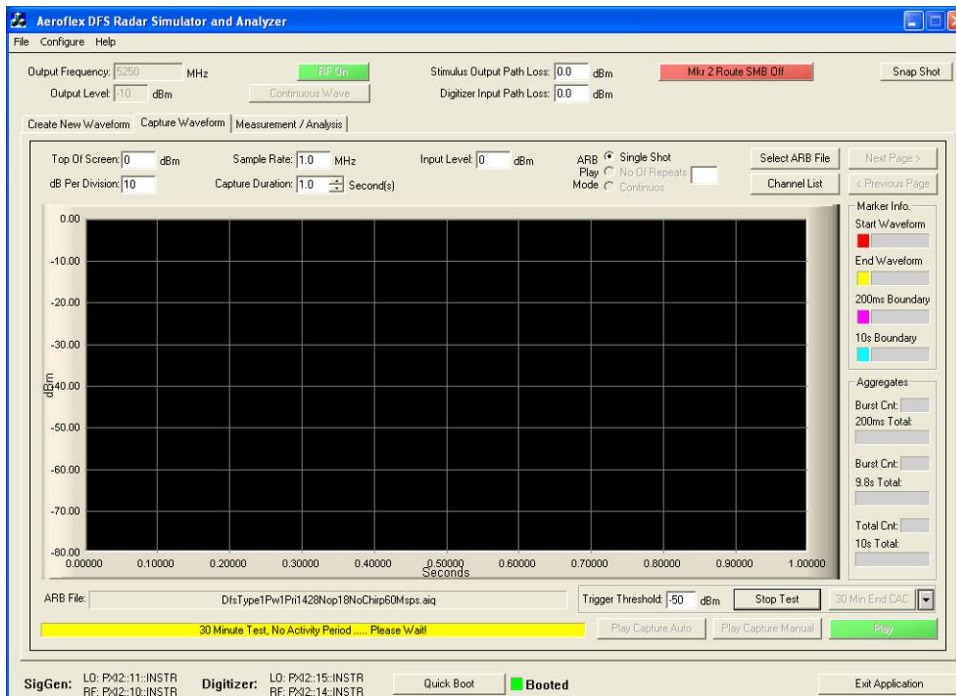 Aeroflex DFS Radar Simulator and Analyzer
File Configure Help
Output Frequency: 5250 MHz RF On Stimulus Output Path Loss: 0.0 dBm Mkr 2 Route SMB Off Snap Shot
Output Level: -10 dBm Continuous Wave Digitizer Input Path Loss: 0.0 dBm
Create New Waveform Capture Waveform Measurement / Analysis
Top Of Screen: 0 dBm Sample Rate: 1.0 MHz Input Level: 0 dBm ARB Single Shot Select ARB File Next Page >
Play No Of Repeats
dB Per Division: 10 Capture Duration: 1.0 Second(s) Mode Continuos Channel List < Previous Page
0.00
-10.00
-20.00
-30.00
-40.00
-50.00
-60.00
-70.00
-80.00
dBm
0.00000 0.10000 0.20000 0.30000 0.40000 0.50000 0.60000 0.70000 0.80000 0.90000 1.00000
Seconds
Marker Info.
Start Waveform
End Waveform
200ms Boundary
10s Boundary
Aggregates
Burst Cnt:
200ms Total:
Burst Cnt:
9.8s Total:
Total Cnt:
10s Total:
ARB File: DfsType1Pw1Pri1428Nop18NoChirp60Msps.aiq Trigger Threshold: -50 dBm Stop Test 30 Min End CAC
30 Minute Test, No Activity Period ..... Please Wait! Play Capture Auto Play Capture Manual Play
SigGen: LO: PXI2::11::INSTR Digitizer: LO: PXI2::15::INSTR Quick Boot Booted Exit Application
RF: PXI2::10::INSTR RF: PXI2::14::INSTR